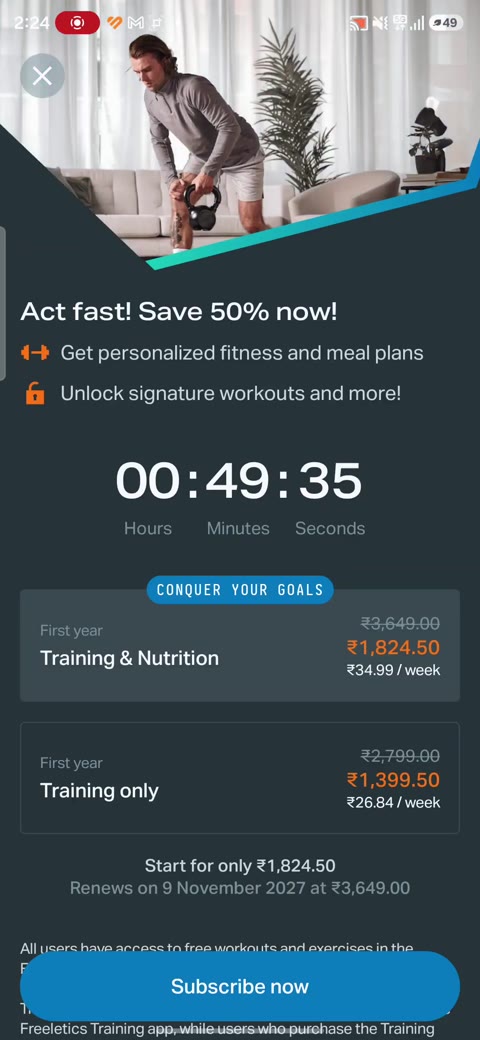 2:24
49
Act fast! Save 50% now!
Get personalized fitness and meal plans
Unlock signature workouts and more!
00:49:35
Hours Minutes Seconds
CONQUER YOUR GOALS
First year
Training & Nutrition
₹3,649.00
₹1,824.50
₹34.99 / week
First year
Training only
₹2,799.00
₹1,399.50
₹26.84 / week
Start for only ₹1,824.50
Renews on 9 November 2027 at ₹3,649.00
All users have access to free workouts and exercises in the
Subscribe now
Freeletics Training app, while users who purchase the Training